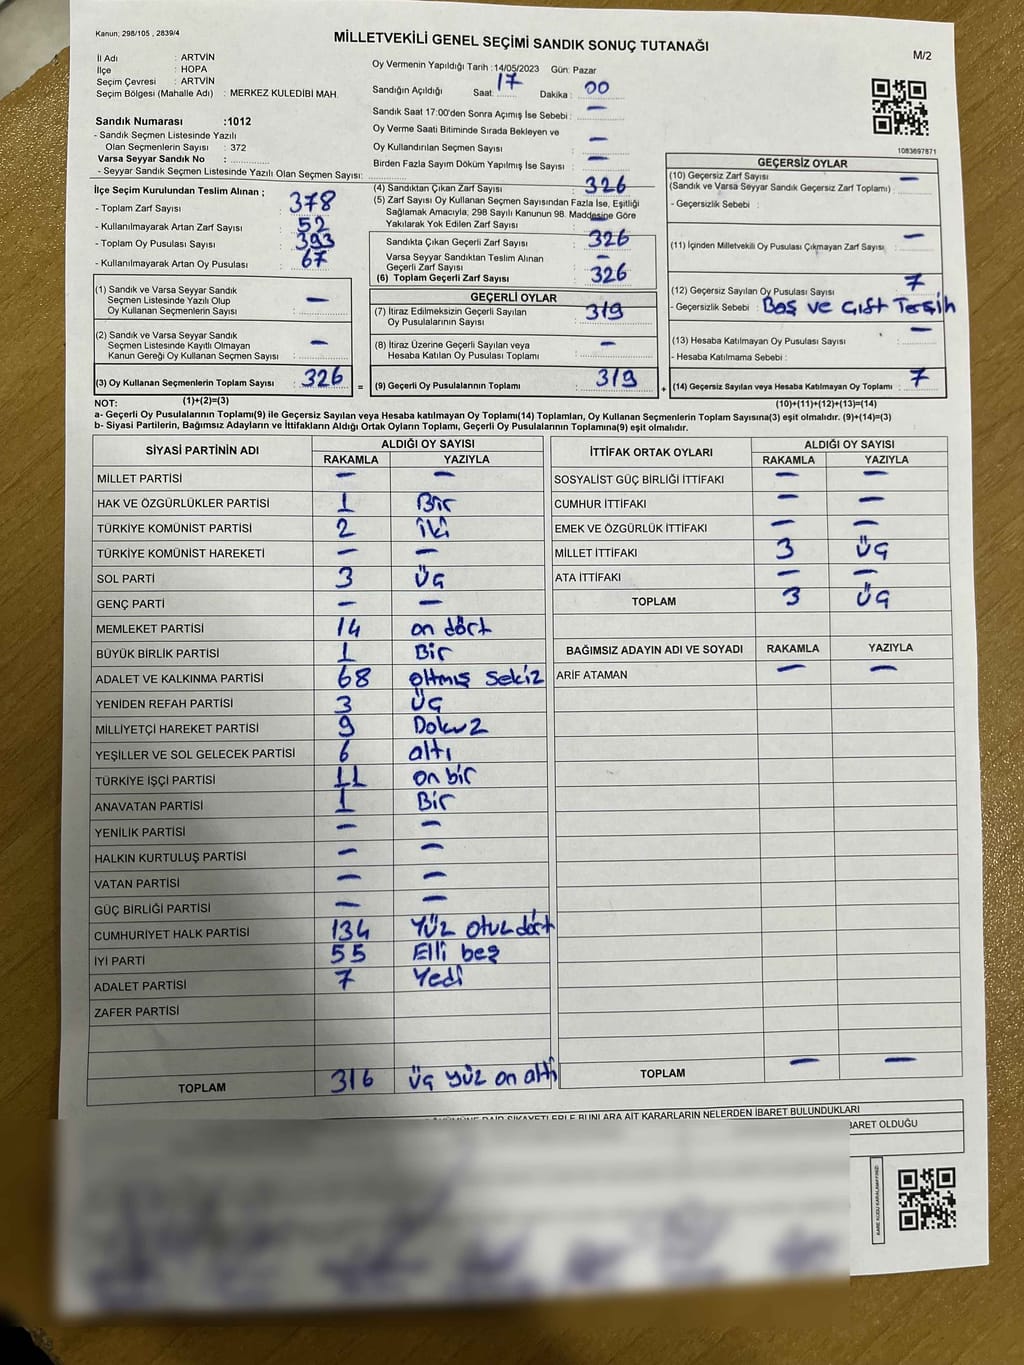 Kanun; 298/105 , 2839/4
MİLLETVEKİLİ GENEL SEÇİMİ SANDIK SONUÇ TUTANAĞI
M/2
İl Adı : ARTVİN
İlçe : HOPA
Seçim Çevresi : ARTVİN
Seçim Bölgesi (Mahalle Adı) : MERKEZ KULEDİBİ MAH.
Sandık Numarası :1012
- Sandık Seçmen Listesinde Yazılı
Olan Seçmenlerin Sayısı : 372
Varsa Seyyar Sandık No :
- Seyyar Sandık Seçmen Listesinde Yazılı Olan Seçmen Sayısı:
Oy Vermenin Yapıldığı Tarih :14/05/2023 Gün: Pazar
Sandığın Açıldığı Saat: 17 Dakika : 00
Sandık Saat 17:00'den Sonra Açımış İse Sebebi : —
Oy Verme Saati Bitiminde Sırada Bekleyen ve
Oy Kullandırılan Seçmen Sayısı : —
Birden Fazla Sayım Döküm Yapılmış İse Sayısı : —
1083697871
İlçe Seçim Kurulundan Teslim Alınan ;
- Toplam Zarf Sayısı : 378
- Kullanılmayarak Artan Zarf Sayısı : 52
- Toplam Oy Pusulası Sayısı : 393
- Kullanılmayarak Artan Oy Pusulası : 67
(4) Sandıktan Çıkan Zarf Sayısı : 326
(5) Zarf Sayısı Oy Kullanan Seçmen Sayısından Fazla İse, Eşitliği
Sağlamak Amacıyla, 298 Sayılı Kanunun 98. Maddesine Göre
Yakılarak Yok Edilen Zarf Sayısı : —
Sandıkta Çıkan Geçerli Zarf Sayısı : 326
Varsa Seyyar Sandıktan Teslim Alınan
Geçerli Zarf Sayısı : —
(6) Toplam Geçerli Zarf Sayısı : 326
GEÇERSİZ OYLAR
(10) Geçersiz Zarf Sayısı : —
(Sandık ve Varsa Seyyar Sandık Geçersiz Zarf Toplamı)
- Geçersizlik Sebebi :
(11) İçinden Milletvekili Oy Pusulası Çıkmayan Zarf Sayısı : —
(12) Geçersiz Sayılan Oy Pusulası Sayısı : 7
- Geçersizlik Sebebi : Boş ve çift Tercih
(13) Hesaba Katılmayan Oy Pusulası Sayısı : —
- Hesaba Katılmama Sebebi :
(14) Geçersiz Sayılan veya Hesaba Katılmayan Oy Toplamı : 7
(10)+(11)+(12)+(13)=(14)
(1) Sandık ve Varsa Seyyar Sandık
Seçmen Listesinde Yazılı Olup
Oy Kullanan Seçmenlerin Sayısı : —
(2) Sandık ve Varsa Seyyar Sandık
Seçmen Listesinde Kayıtlı Olmayan
Kanun Gereği Oy Kullanan Seçmen Sayısı : —
(3) Oy Kullanan Seçmenlerin Toplam Sayısı : 326 =
(1)+(2)=(3)
GEÇERLİ OYLAR
(7) İtiraz Edilmeksizin Geçerli Sayılan
Oy Pusulalarının Sayısı : 319
(8) İtiraz Üzerine Geçerli Sayılan veya
Hesaba Katılan Oy Pusulası Toplamı : —
(9) Geçerli Oy Pusulalarının Toplamı : 319 +
NOT:
a- Geçerli Oy Pusulalarının Toplamı(9) ile Geçersiz Sayılan veya Hesaba katılmayan Oy Toplamı(14) Toplamları, Oy Kullanan Seçmenlerin Toplam Sayısına(3) eşit olmalıdır. (9)+(14)=(3)
b- Siyasi Partilerin, Bağımsız Adayların ve İttifakların Aldığı Ortak Oyların Toplamı, Geçerli Oy Pusulalarının Toplamına(9) eşit olmalıdır.
SİYASİ PARTİNİN ADI ALDIĞI OY SAYISI
RAKAMLA YAZIYLA
MİLLET PARTİSİ — —
HAK VE ÖZGÜRLÜKLER PARTİSİ 1 Bir
TÜRKİYE KOMÜNİST PARTİSİ 2 iki
TÜRKİYE KOMÜNİST HAREKETİ — —
SOL PARTİ 3 Üç
GENÇ PARTİ — —
MEMLEKET PARTİSİ 14 on dört
BÜYÜK BİRLİK PARTİSİ 1 Bir
ADALET VE KALKINMA PARTİSİ 68 altmış sekiz
YENİDEN REFAH PARTİSİ 3 Üç
MİLLİYETÇİ HAREKET PARTİSİ 9 Dokuz
YEŞİLLER VE SOL GELECEK PARTİSİ 6 altı
TÜRKİYE İŞÇİ PARTİSİ 11 on bir
ANAVATAN PARTİSİ 1 Bir
YENİLİK PARTİSİ — —
HALKIN KURTULUŞ PARTİSİ — —
VATAN PARTİSİ — —
GÜÇ BİRLİĞİ PARTİSİ — —
CUMHURİYET HALK PARTİSİ 134 Yüz otuz dört
İYİ PARTİ 55 Elli beş
ADALET PARTİSİ 7 Yedi
ZAFER PARTİSİ
TOPLAM 316 üç yüz on altı
İTTİFAK ORTAK OYLARI ALDIĞI OY SAYISI
RAKAMLA YAZIYLA
SOSYALİST GÜÇ BİRLİĞİ İTTİFAKI — —
CUMHUR İTTİFAKI — —
EMEK VE ÖZGÜRLÜK İTTİFAKI — —
MİLLET İTTİFAKI 3 Üç
ATA İTTİFAKI — —
TOPLAM 3 Üç
BAĞIMSIZ ADAYIN ADI VE SOYADI RAKAMLA YAZIYLA
ARİF ATAMAN — —
TOPLAM — —
ŞİKAYETLERLE BUNLARA AİT KARARLARIN NELERDEN İBARET BULUNDUKLARI
İBARET OLDUĞU